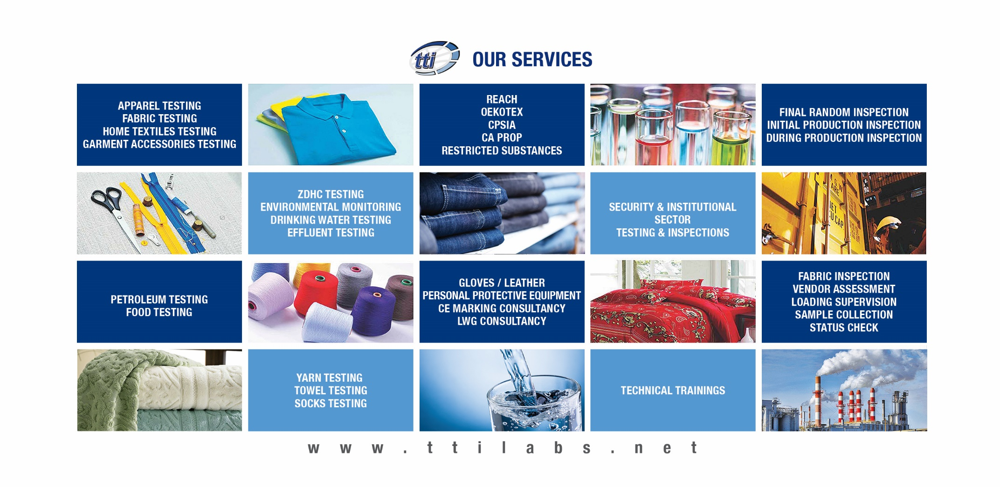 tti
OUR SERVICES
APPAREL TESTING
FABRIC TESTING
HOME TEXTILES TESTING
GARMENT ACCESSORIES TESTING
REACH
OEKOTEX
CPSIA
CA PROP
RESTRICTED SUBSTANCES
FINAL RANDOM INSPECTION
INITIAL PRODUCTION INSPECTION
DURING PRODUCTION INSPECTION
ZDHC TESTING
ENVIRONMENTAL MONITORING
DRINKING WATER TESTING
EFFLUENT TESTING
SECURITY & INSTITUTIONAL
SECTOR
TESTING & INSPECTIONS
PETROLEUM TESTING
FOOD TESTING
GLOVES / LEATHER
PERSONAL PROTECTIVE EQUIPMENT
CE MARKING CONSULTANCY
LWG CONSULTANCY
FABRIC INSPECTION
VENDOR ASSESSMENT
LOADING SUPERVISION
SAMPLE COLLECTION
STATUS CHECK
YARN TESTING
TOWEL TESTING
SOCKS TESTING
TECHNICAL TRAININGS
www.ttilabs.net